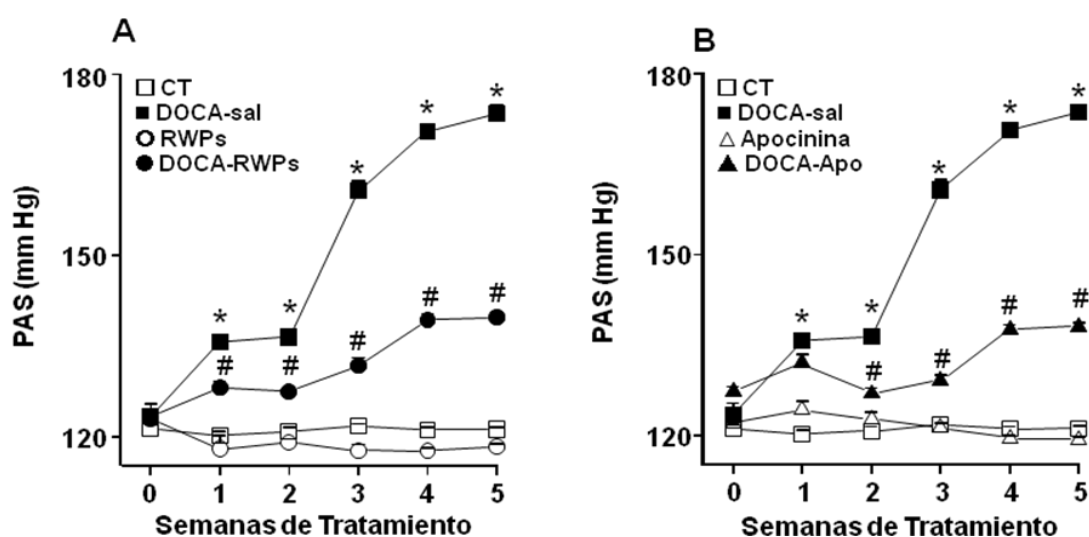 A
180
CT
DOCA-sal
RWPs
DOCA-RWPs
* * * * *
# # # # #
150
120
PAS (mm Hg)
0 1 2 3 4 5
Semanas de Tratamiento
B
180
CT
DOCA-sal
Apocinina
DOCA-Apo
* * * * *
# # # #
150
120
PAS (mm Hg)
0 1 2 3 4 5
Semanas de Tratamiento